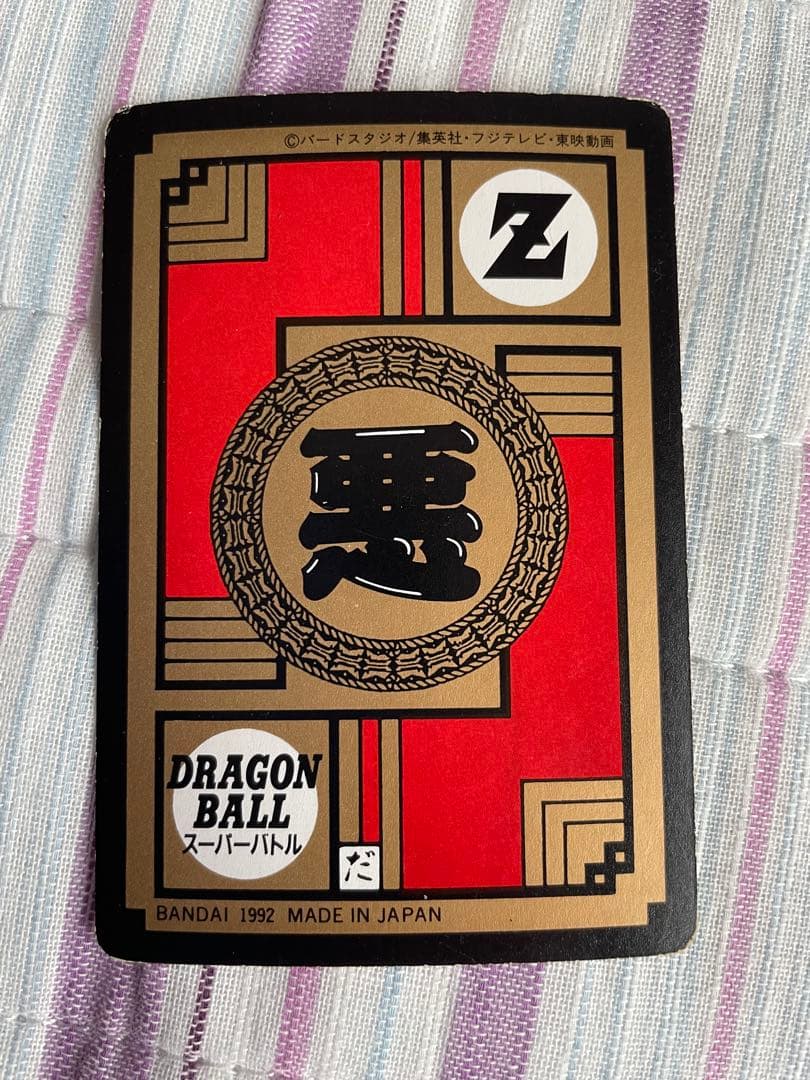 ©バードスタジオ/集英社・フジテレビ・東映動画
Z
悪
DRAGON
BALL
スーパーバトル
だ
BANDAI 1992 MADE IN JAPAN